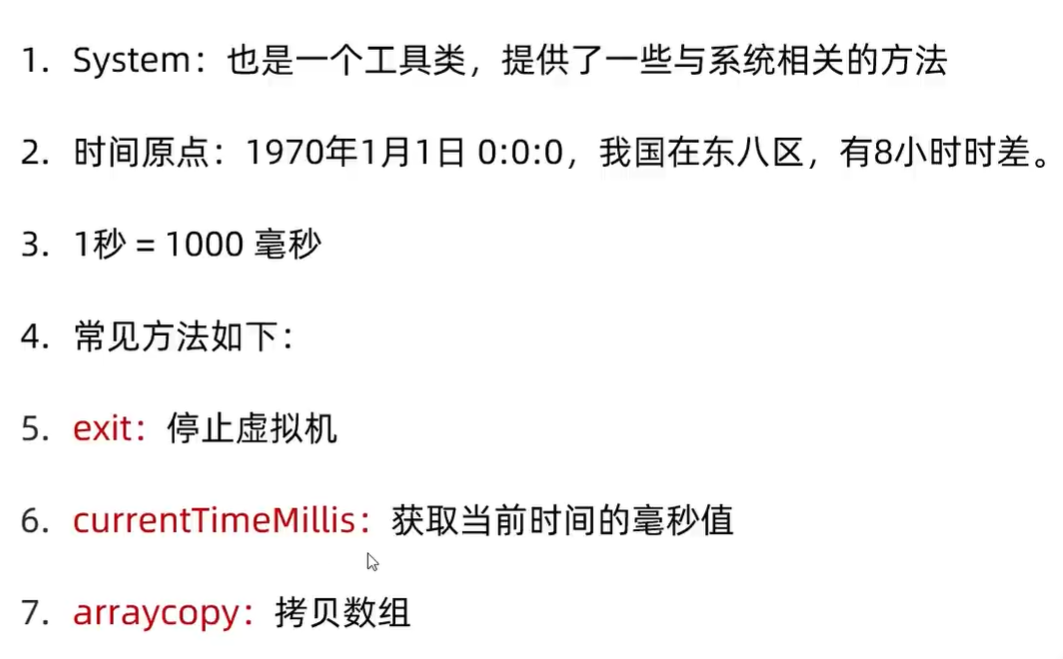 1. System：也是一个工具类，提供了一些与系统相关的方法
2. 时间原点：1970年1月1日 0:0:0，我国在东八区，有8小时时差。
3. 1秒 = 1000 毫秒
4. 常见方法如下：
5. exit：停止虚拟机
6. currentTimeMillis：获取当前时间的毫秒值
7. arraycopy：拷贝数组